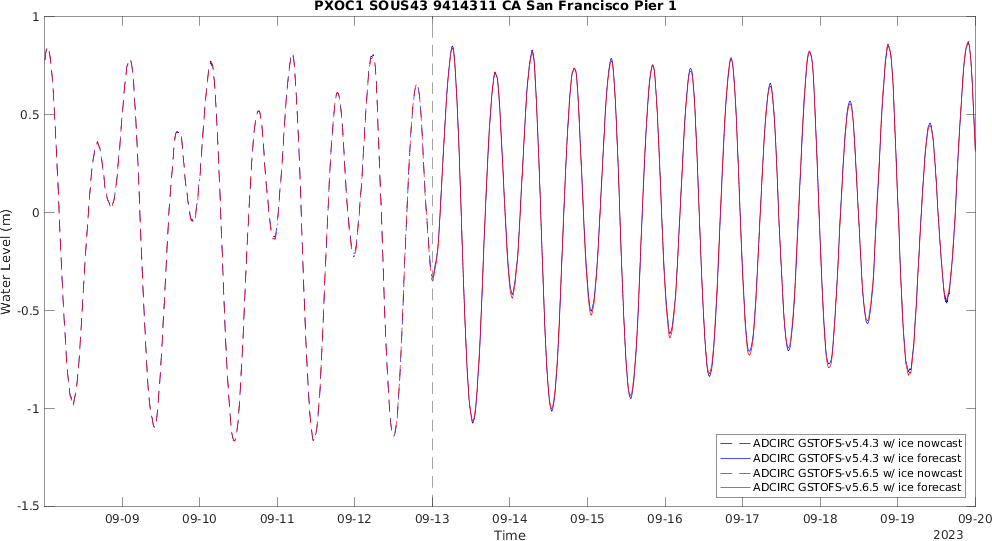 PXOC1 SOUS43 9414311 CA San Francisco Pier 1
1
0.5
0
-0.5
-1
-1.5
Water Level (m)
09-09 09-10 09-11 09-12 09-13 09-14 09-15 09-16 09-17 09-18 09-19 09-20
Time
2023
ADCIRC GSTOFS-v5.4.3 w/ ice nowcast
ADCIRC GSTOFS-v5.4.3 w/ ice forecast
ADCIRC GSTOFS-v5.6.5 w/ ice nowcast
ADCIRC GSTOFS-v5.6.5 w/ ice forecast